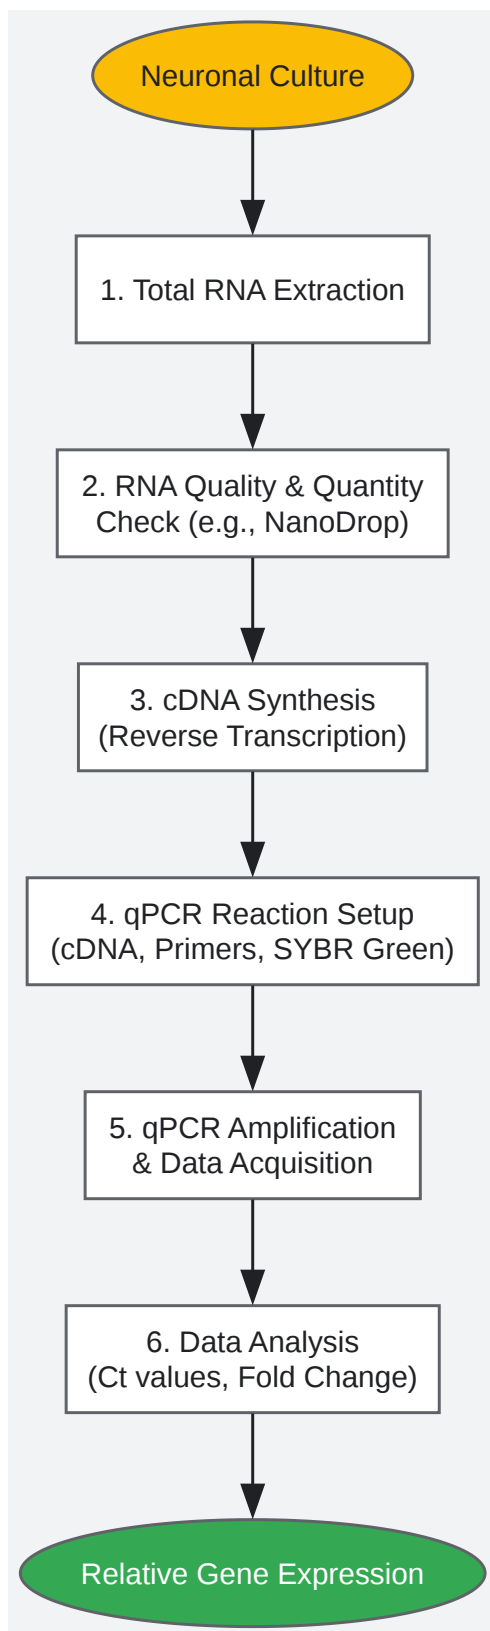 Neuronal Culture
1. Total RNA Extraction
2. RNA Quality & Quantity
Check (e.g., NanoDrop)
3. cDNA Synthesis
(Reverse Transcription)
4. qPCR Reaction Setup
(cDNA, Primers, SYBR Green)
5. qPCR Amplification
& Data Acquisition
6. Data Analysis
(Ct values, Fold Change)
Relative Gene Expression